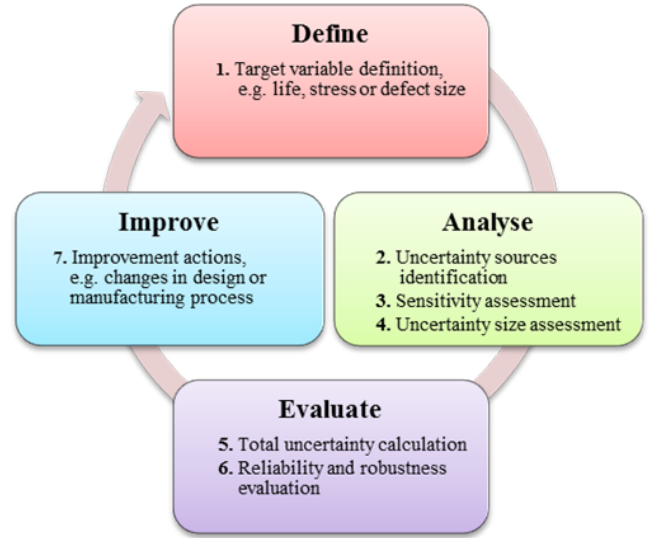 Define
1. Target variable definition,
e.g. life, stress or defect size
Improve
7. Improvement actions,
e.g. changes in design or
manufacturing process
Analyse
2. Uncertainty sources
identification
3. Sensitivity assessment
4. Uncertainty size assessment
Evaluate
5. Total uncertainty calculation
6. Reliability and robustness
evaluation